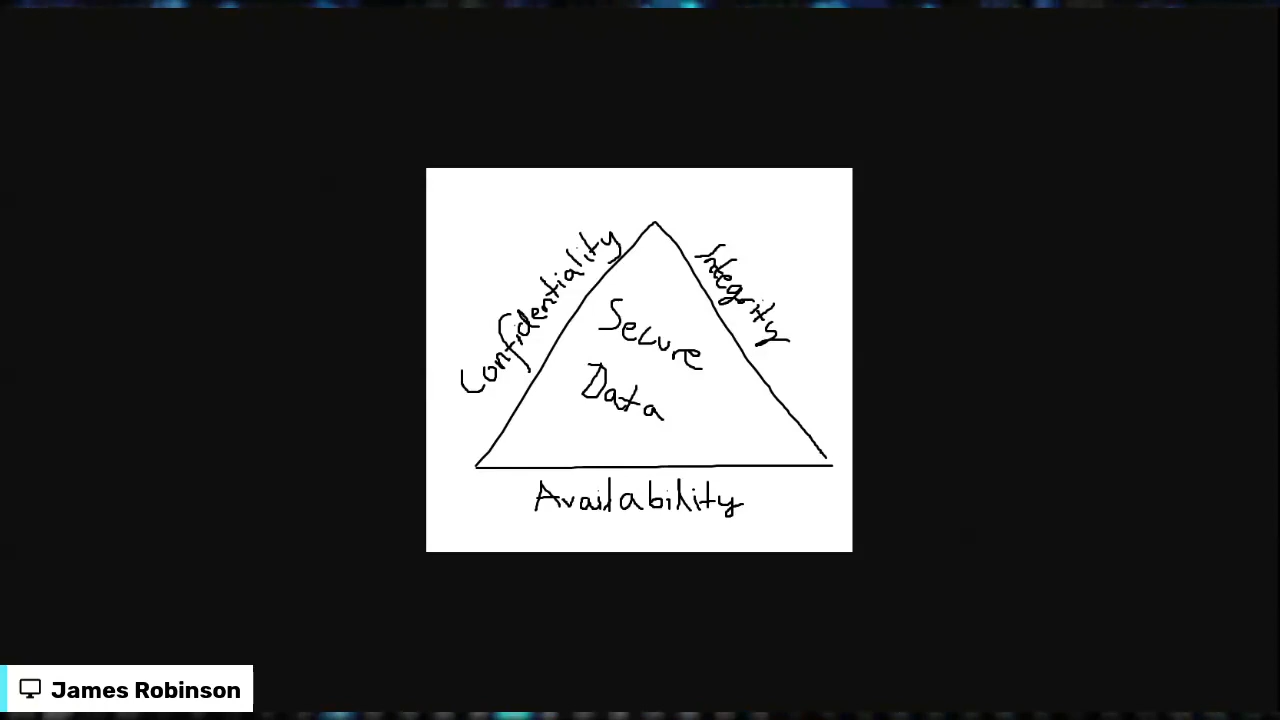 Confidentiality
Integrity
Secure
Data
Availability
James Robinson